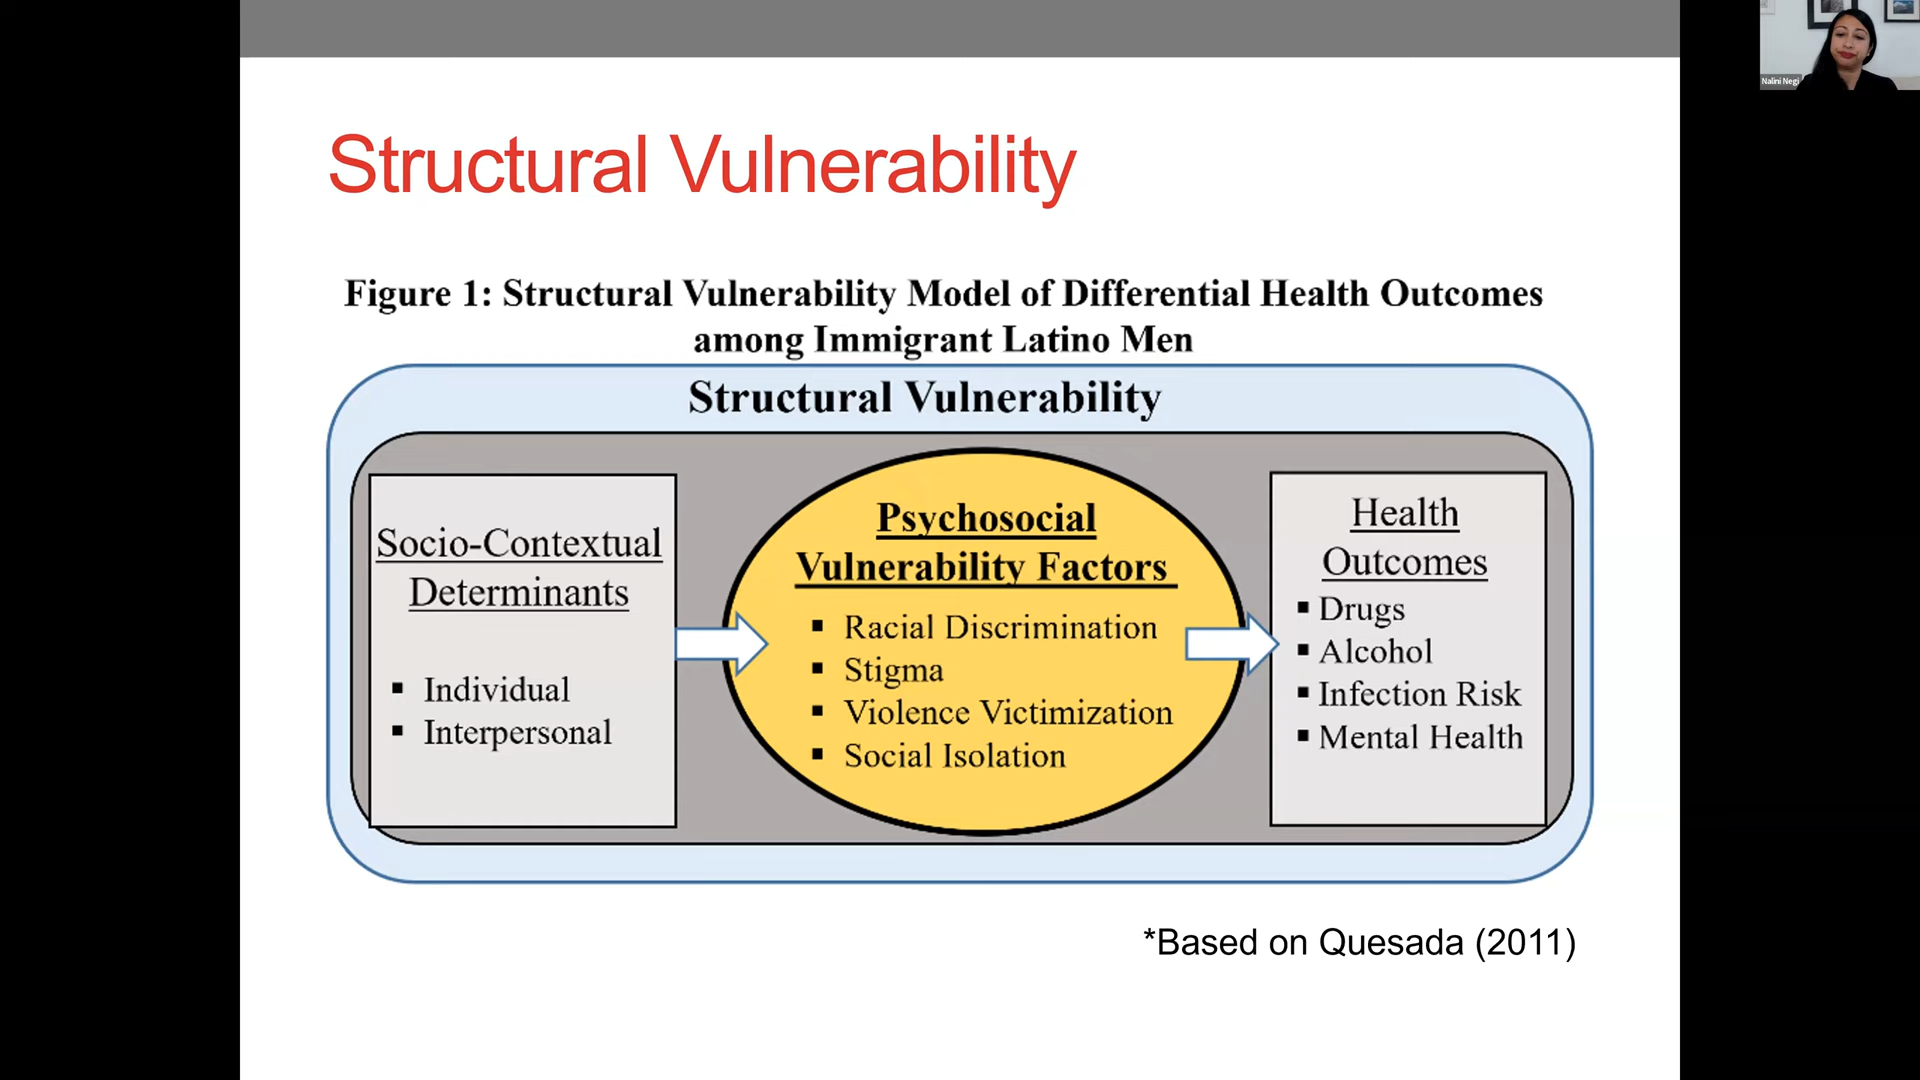 Nalini Negi
Structural Vulnerability
Figure 1: Structural Vulnerability Model of Differential Health Outcomes
among Immigrant Latino Men
Structural Vulnerability
Socio-Contextual
Determinants
▪ Individual
▪ Interpersonal
Psychosocial
Vulnerability Factors
▪ Racial Discrimination
▪ Stigma
▪ Violence Victimization
▪ Social Isolation
Health
Outcomes
▪ Drugs
▪ Alcohol
▪ Infection Risk
▪ Mental Health
*Based on Quesada (2011)